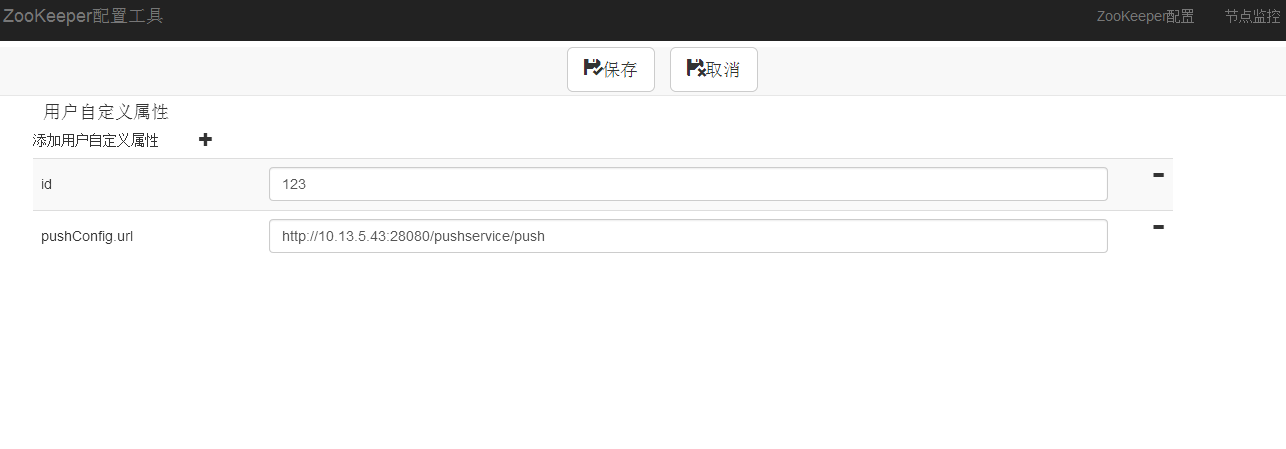 ZooKeeper配置工具 ZooKeeper配置 节点监控
保存 取消
用户自定义属性
添加用户自定义属性
id 123
pushConfig.url http://10.13.5.43:28080/pushservice/push